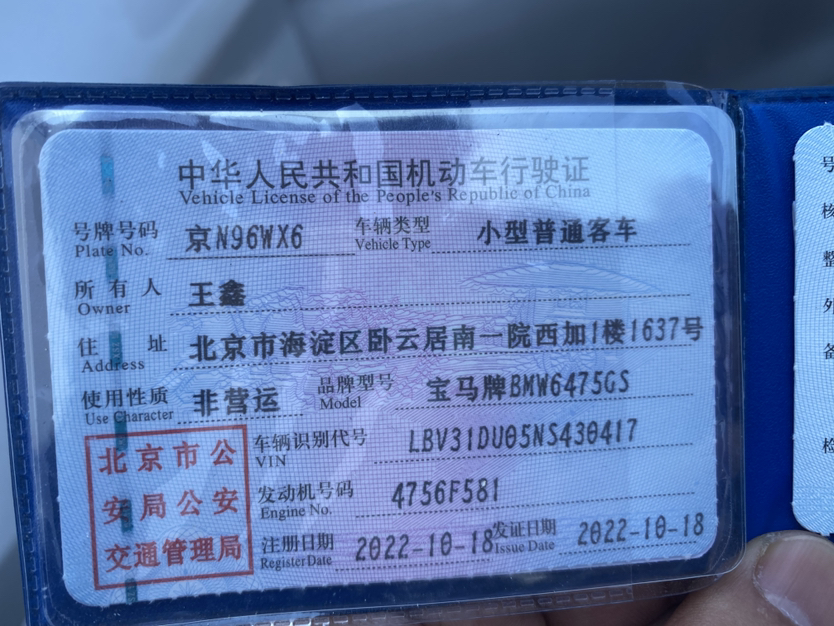 中华人民共和国机动车行驶证
Vehicle License of the People's Republic of China
号牌号码 京N96WX6 车辆类型 小型普通客车
Plate No. Vehicle Type
所有人 王鑫
Owner
住址 北京市海淀区卧云居南一院西加1楼1637号
Address
使用性质 非营运 品牌型号 宝马牌BMW6475GS
Use Character Model
北京市公安局公安交通管理局
车辆识别代号 LBV31DU05NS430417
VIN
发动机号码 4756F581
Engine No.
注册日期 2022-10-18 发证日期 2022-10-18
Register Date Issue Date
号
核
整
外
备
检